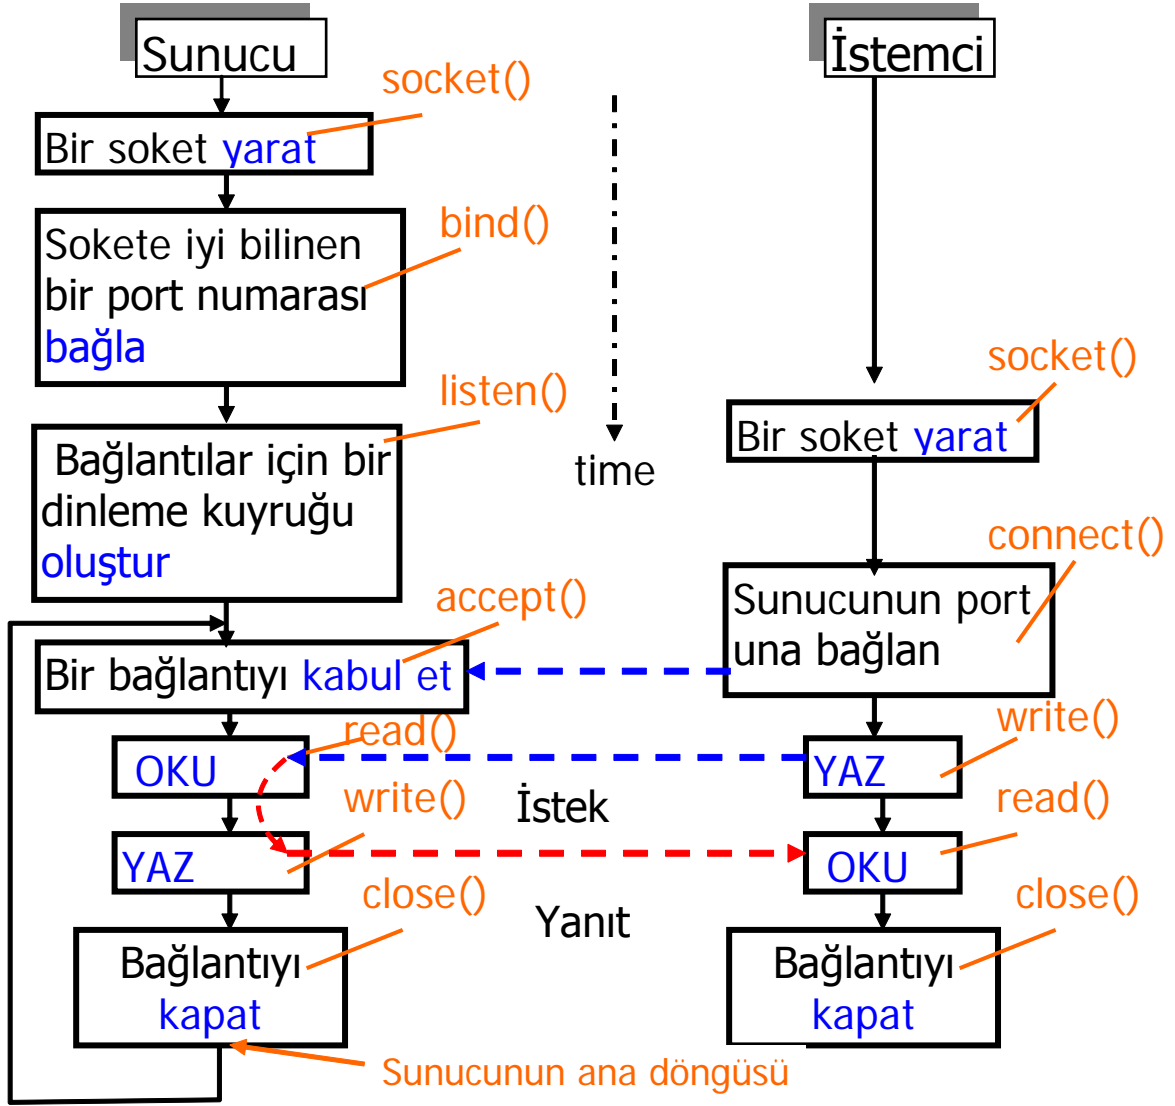 Sunucu
socket()
Bir soket yarat
bind()
Sokete iyi bilinen
bir port numarası
bağla
listen()
Bağlantılar için bir
dinleme kuyruğu
oluştur
accept()
Bir bağlantıyı kabul et
read()
OKU
write()
YAZ
close()
Bağlantıyı
kapat
Sunucunun ana döngüsü
time
İstek
Yanıt
İstemci
socket()
Bir soket yarat
connect()
Sunucunun port
una bağlan
write()
YAZ
read()
OKU
close()
Bağlantıyı
kapat